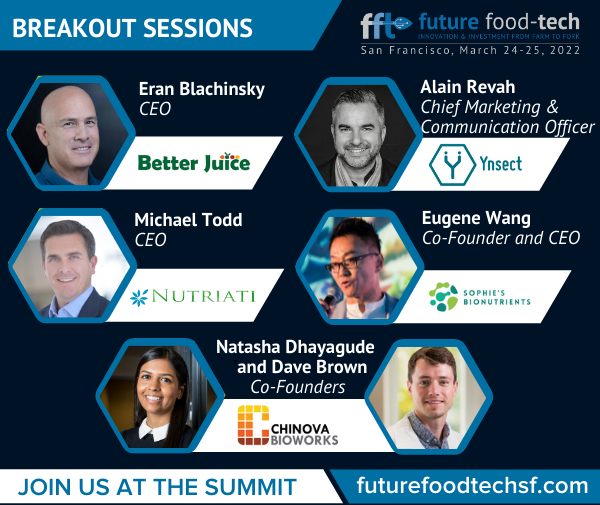 BREAKOUT SESSIONS
fft future food-tech
INNOVATION & INVESTMENT FROM FARM TO FORK
San Francisco, March 24-25, 2022
Eran Blachinsky
CEO
Better Juice
Alain Revah
Chief Marketing &
Communication Officer
Ynsect
Michael Todd
CEO
NUTRIATI
Eugene Wang
Co-Founder and CEO
SOPHIE'S
BIONUTRIENTS
Natasha Dhayagude
and Dave Brown
Co-Founders
CHINOVA
BIOWORKS
JOIN US AT THE SUMMIT
futurefoodtechsf.com